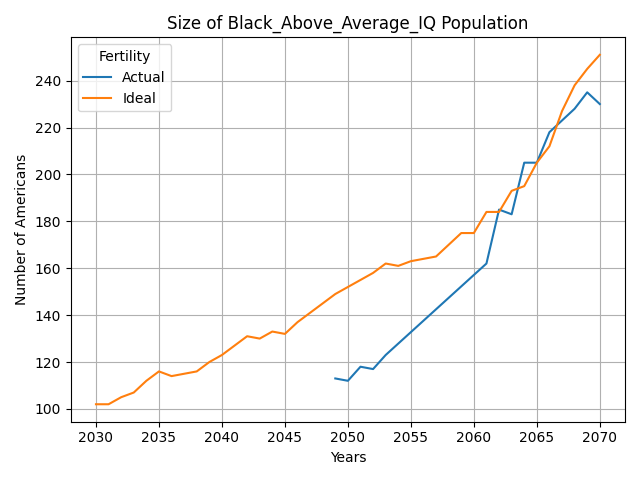 Size of Black_Above_Average_IQ Population
Fertility
Actual
Ideal
Number of Americans
240
220
200
180
160
140
120
100
2030 2035 2040 2045 2050 2055 2060 2065 2070
Years